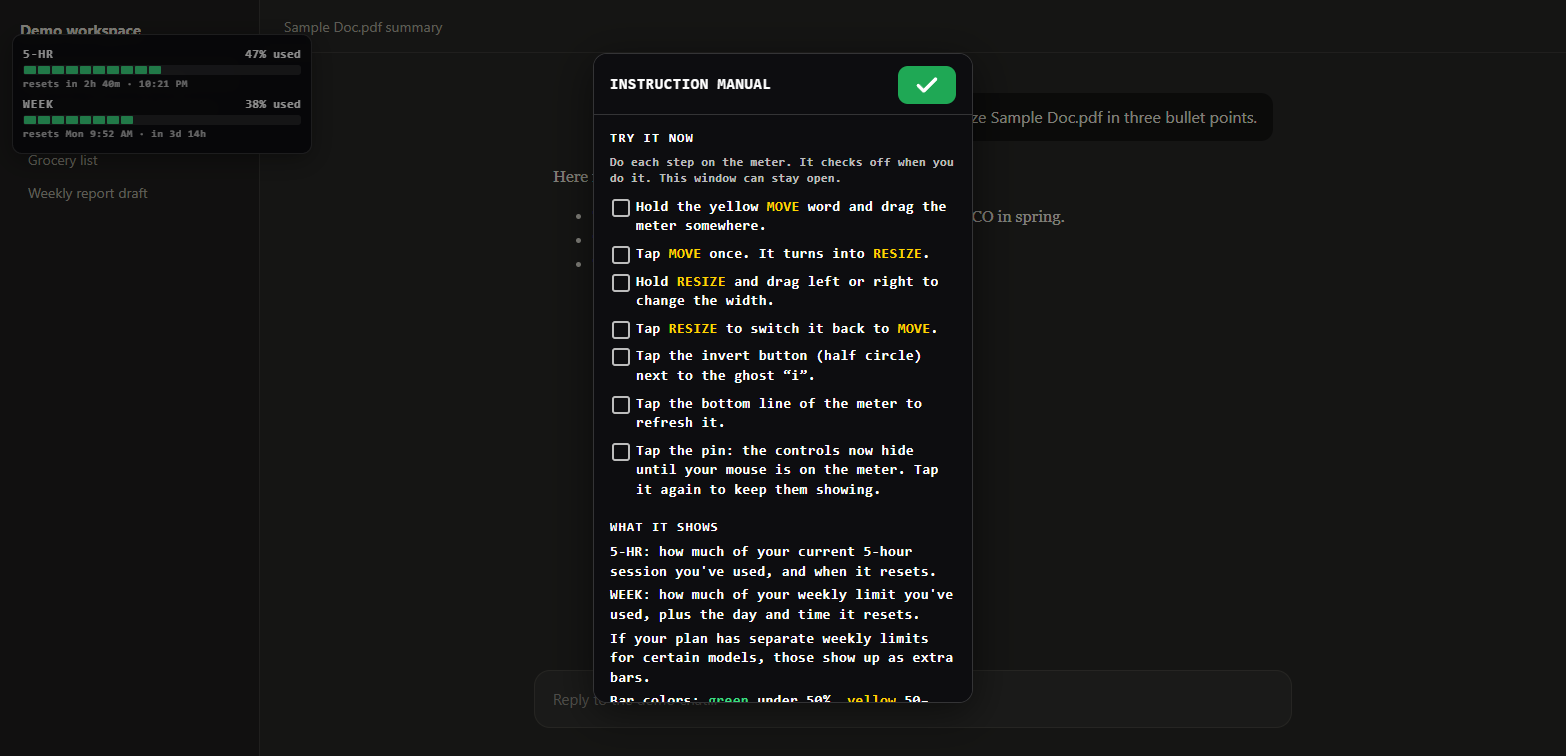 Demo workspace
Sample Doc.pdf summary
5-HR 47% used
resets in 2h 40m · 10:21 PM
WEEK 38% used
resets Mon 9:52 AM · in 3d 14h
Grocery list
Weekly report draft
Sample Doc.pdf in three bullet points.
Here
CO in spring.
INSTRUCTION MANUAL
TRY IT NOW
Do each step on the meter. It checks off when you
do it. This window can stay open.
Hold the yellow MOVE word and drag the
meter somewhere.
Tap MOVE once. It turns into RESIZE.
Hold RESIZE and drag left or right to
change the width.
Tap RESIZE to switch it back to MOVE.
Tap the invert button (half circle)
next to the ghost “i”.
Tap the bottom line of the meter to
refresh it.
Tap the pin: the controls now hide
until your mouse is on the meter. Tap
it again to keep them showing.
WHAT IT SHOWS
5-HR: how much of your current 5-hour
session you've used, and when it resets.
WEEK: how much of your weekly limit you've
used, plus the day and time it resets.
If your plan has separate weekly limits
for certain models, those show up as extra
bars.
Bar colors: green under 50%, yellow 50–
Reply